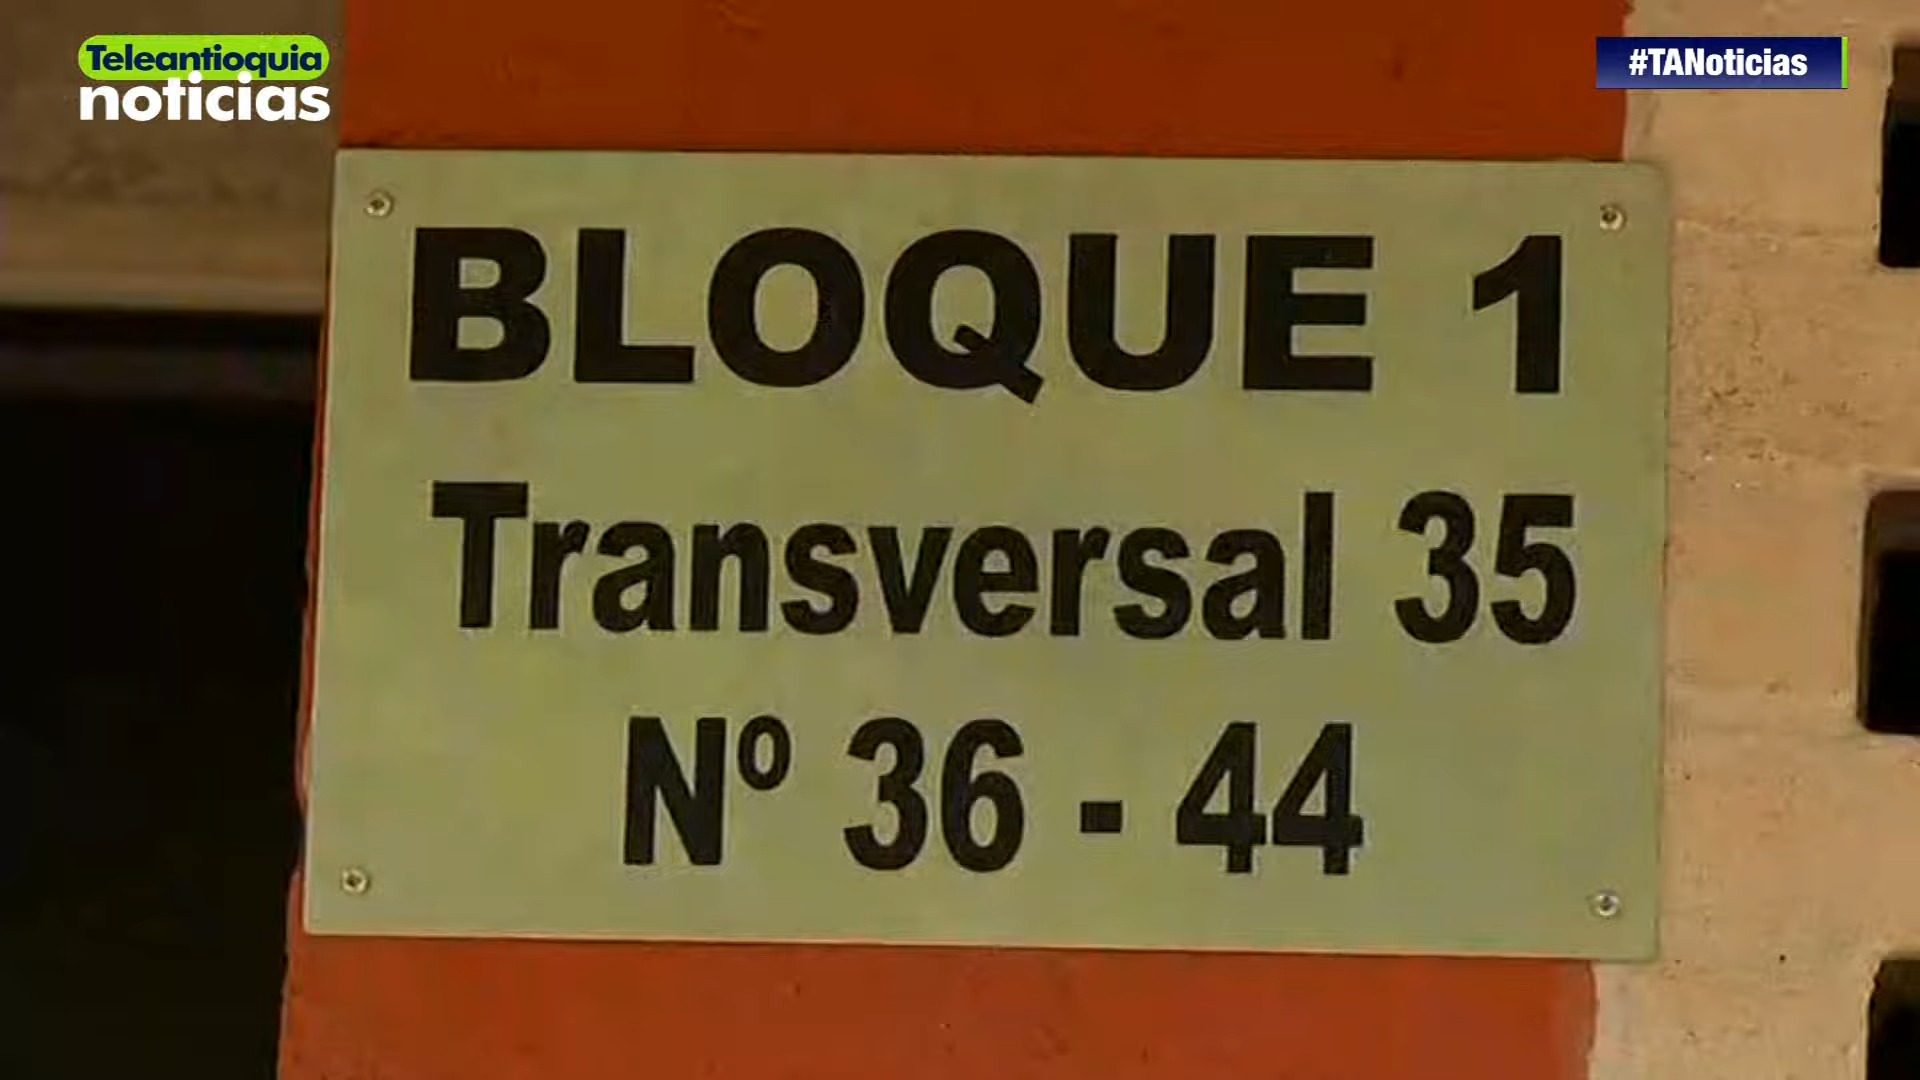 Teleantioquia
noticias
#TANoticias
BLOQUE 1
Transversal 35
Nº 36 - 44